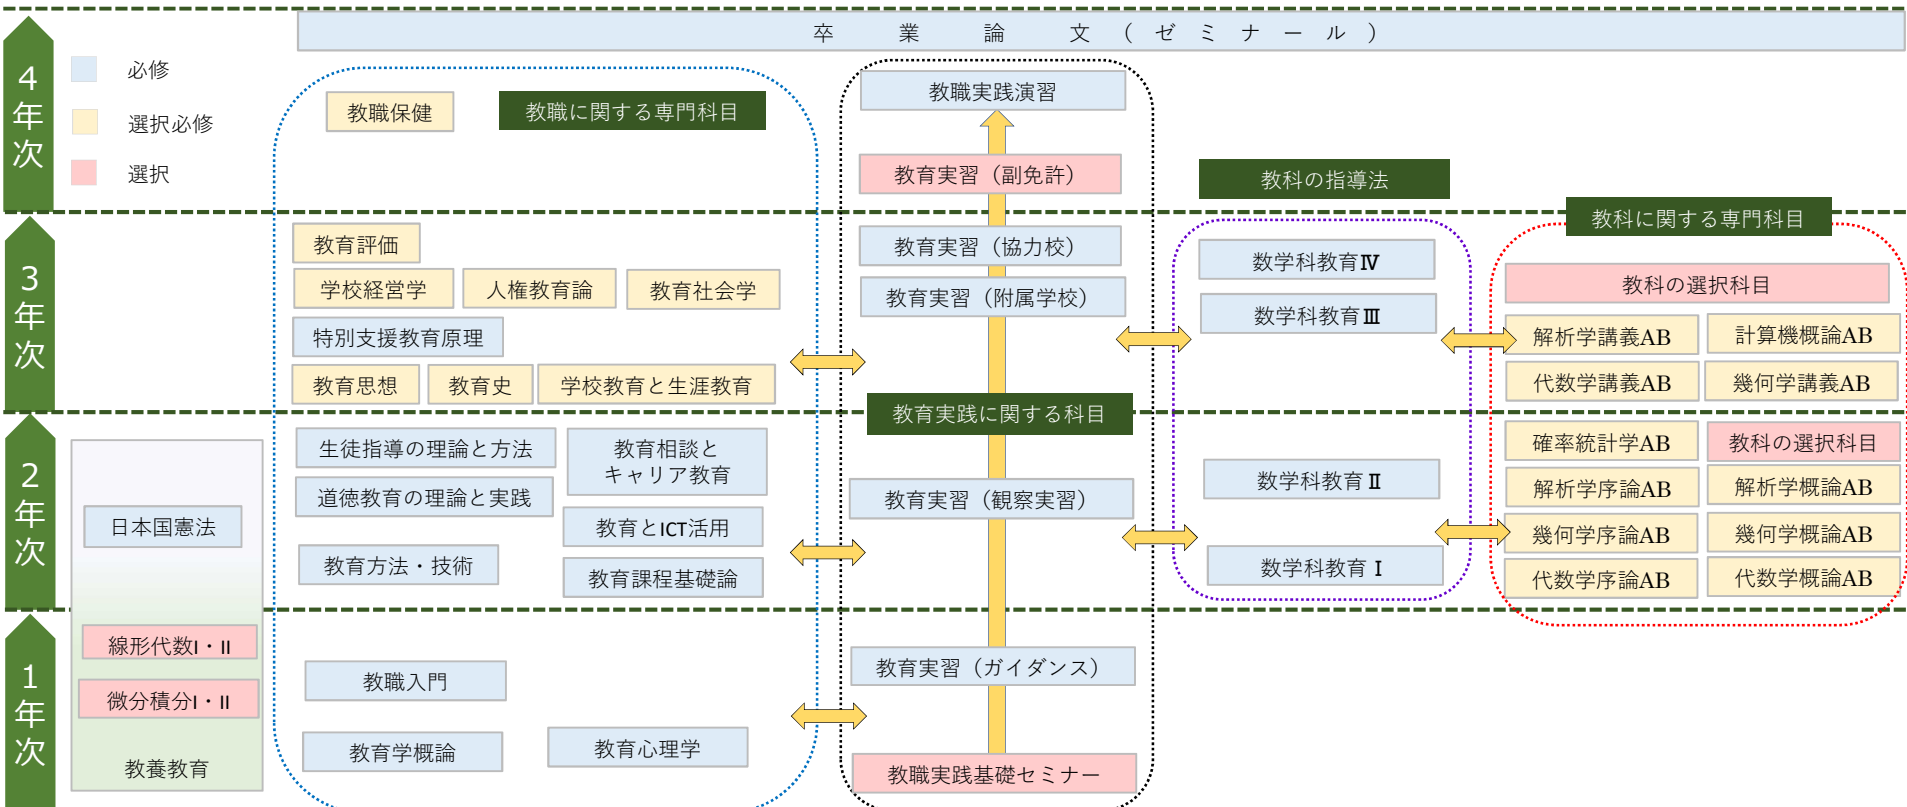 卒業論文(ゼミナール)
4年次
必修
選択必修
選択
教職保健
教職に関する専門科目
教職実践演習
教育実習（副免許）
教科の指導法
3年次
教科に関する専門科目
教育評価
教育実習（協力校）
数学科教育Ⅳ
教科の選択科目
学校経営学
人権教育論
教育社会学
教育実習（附属学校）
数学科教育Ⅲ
特別支援教育原理
解析学講義AB
計算機概論AB
教育思想
教育史
学校教育と生涯教育
代数学講義AB
幾何学講義AB
教育実践に関する科目
2年次
生徒指導の理論と方法
教育相談と
キャリア教育
確率統計学AB
教科の選択科目
道徳教育の理論と実践
教育実習（観察実習）
数学科教育Ⅱ
解析学序論AB
解析学概論AB
日本国憲法
教育とICT活用
幾何学序論AB
幾何学概論AB
教育方法・技術
教育課程基礎論
数学科教育Ⅰ
代数学序論AB
代数学概論AB
1年次
線形代数I・II
微分積分I・II
教養教育
教職入門
教育実習（ガイダンス）
教育学概論
教育心理学
教職実践基礎セミナー